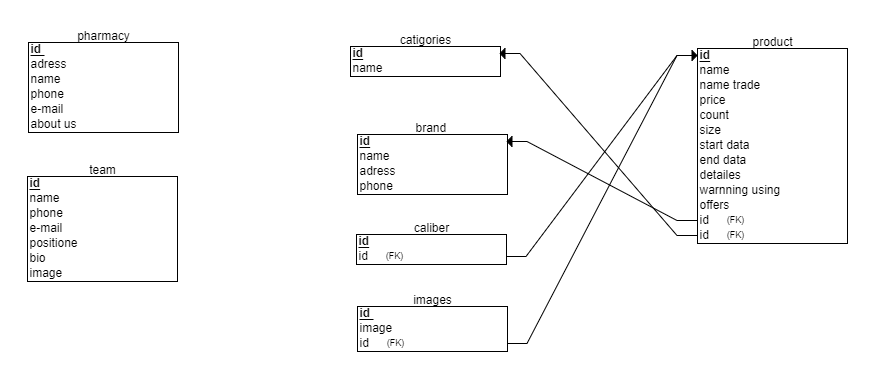 pharmacy
id
adress
name
phone
e-mail
about us
team
id
name
phone
e-mail
positione
bio
image
catigories
id
name
brand
id
name
adress
phone
caliber
id
id (FK)
images
id
image
id (FK)
product
id
name
name trade
price
count
size
start data
end data
detailes
warnning using
offers
id (FK)
id (FK)